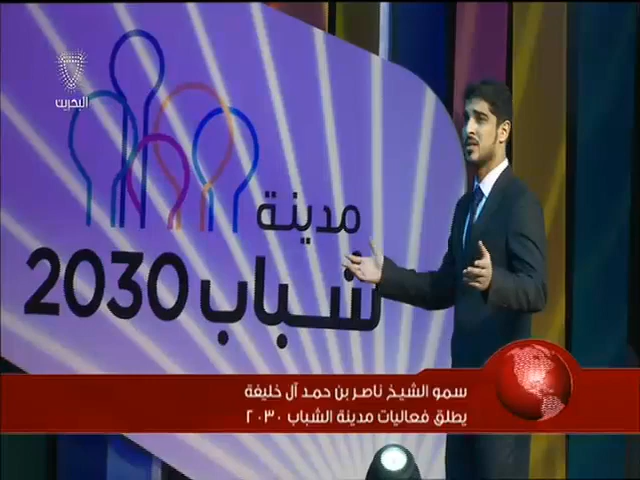 البحرين
مدينة
شباب 2030
سمو الشيخ ناصر بن حمد آل خليفة
يطلق فعاليات مدينة الشباب ٢٠٣٠